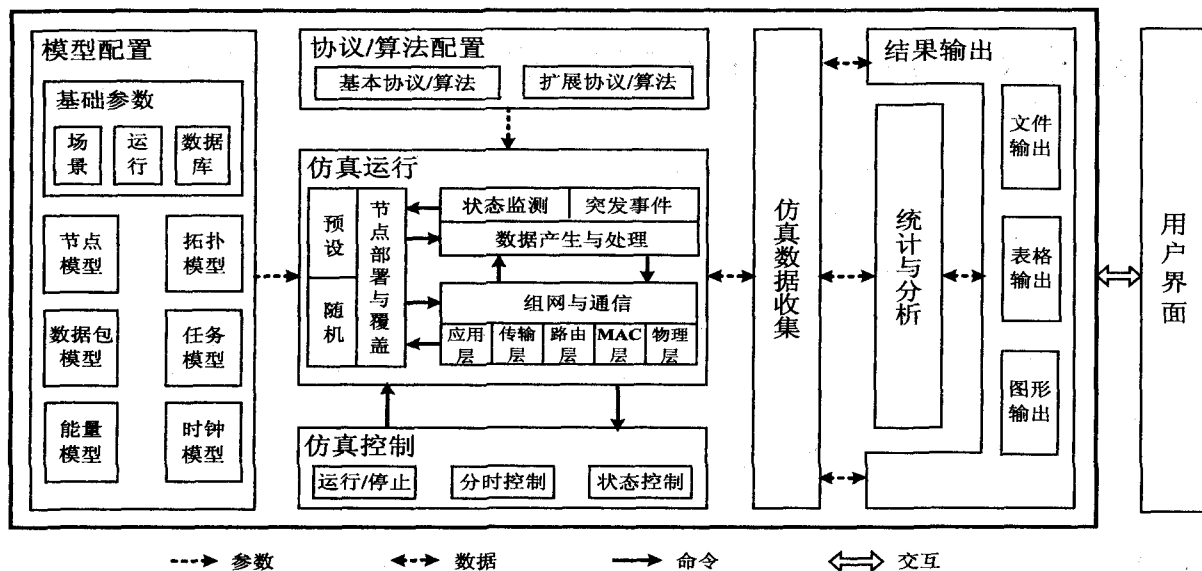 模型配置
基础参数
场景
运行
数据库
节点模型
拓扑模型
数据包模型
任务模型
能量模型
时钟模型
协议/算法配置
基本协议/算法
扩展协议/算法
仿真运行
预设
随机
节点部署与覆盖
状态监测
突发事件
数据产生与处理
组网与通信
应用层
传输层
路由层
MAC层
物理层
仿真控制
运行/停止
分时控制
状态控制
仿真数据收集
结果输出
统计与分析
文件输出
表格输出
图形输出
用户界面
参数
数据
命令
交互